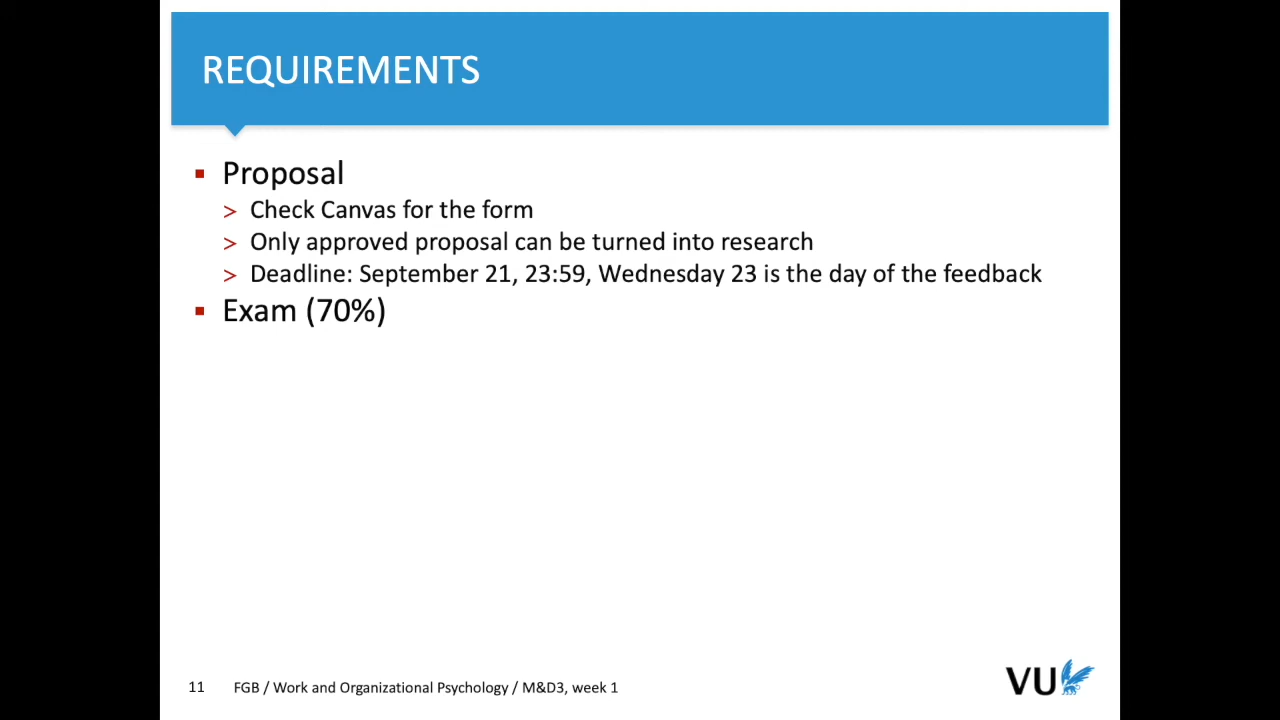 REQUIREMENTS
▪ Proposal
> Check Canvas for the form
> Only approved proposal can be turned into research
> Deadline: September 21, 23:59, Wednesday 23 is the day of the feedback
▪ Exam (70%)
11 FGB / Work and Organizational Psychology / M&D3, week 1
VU